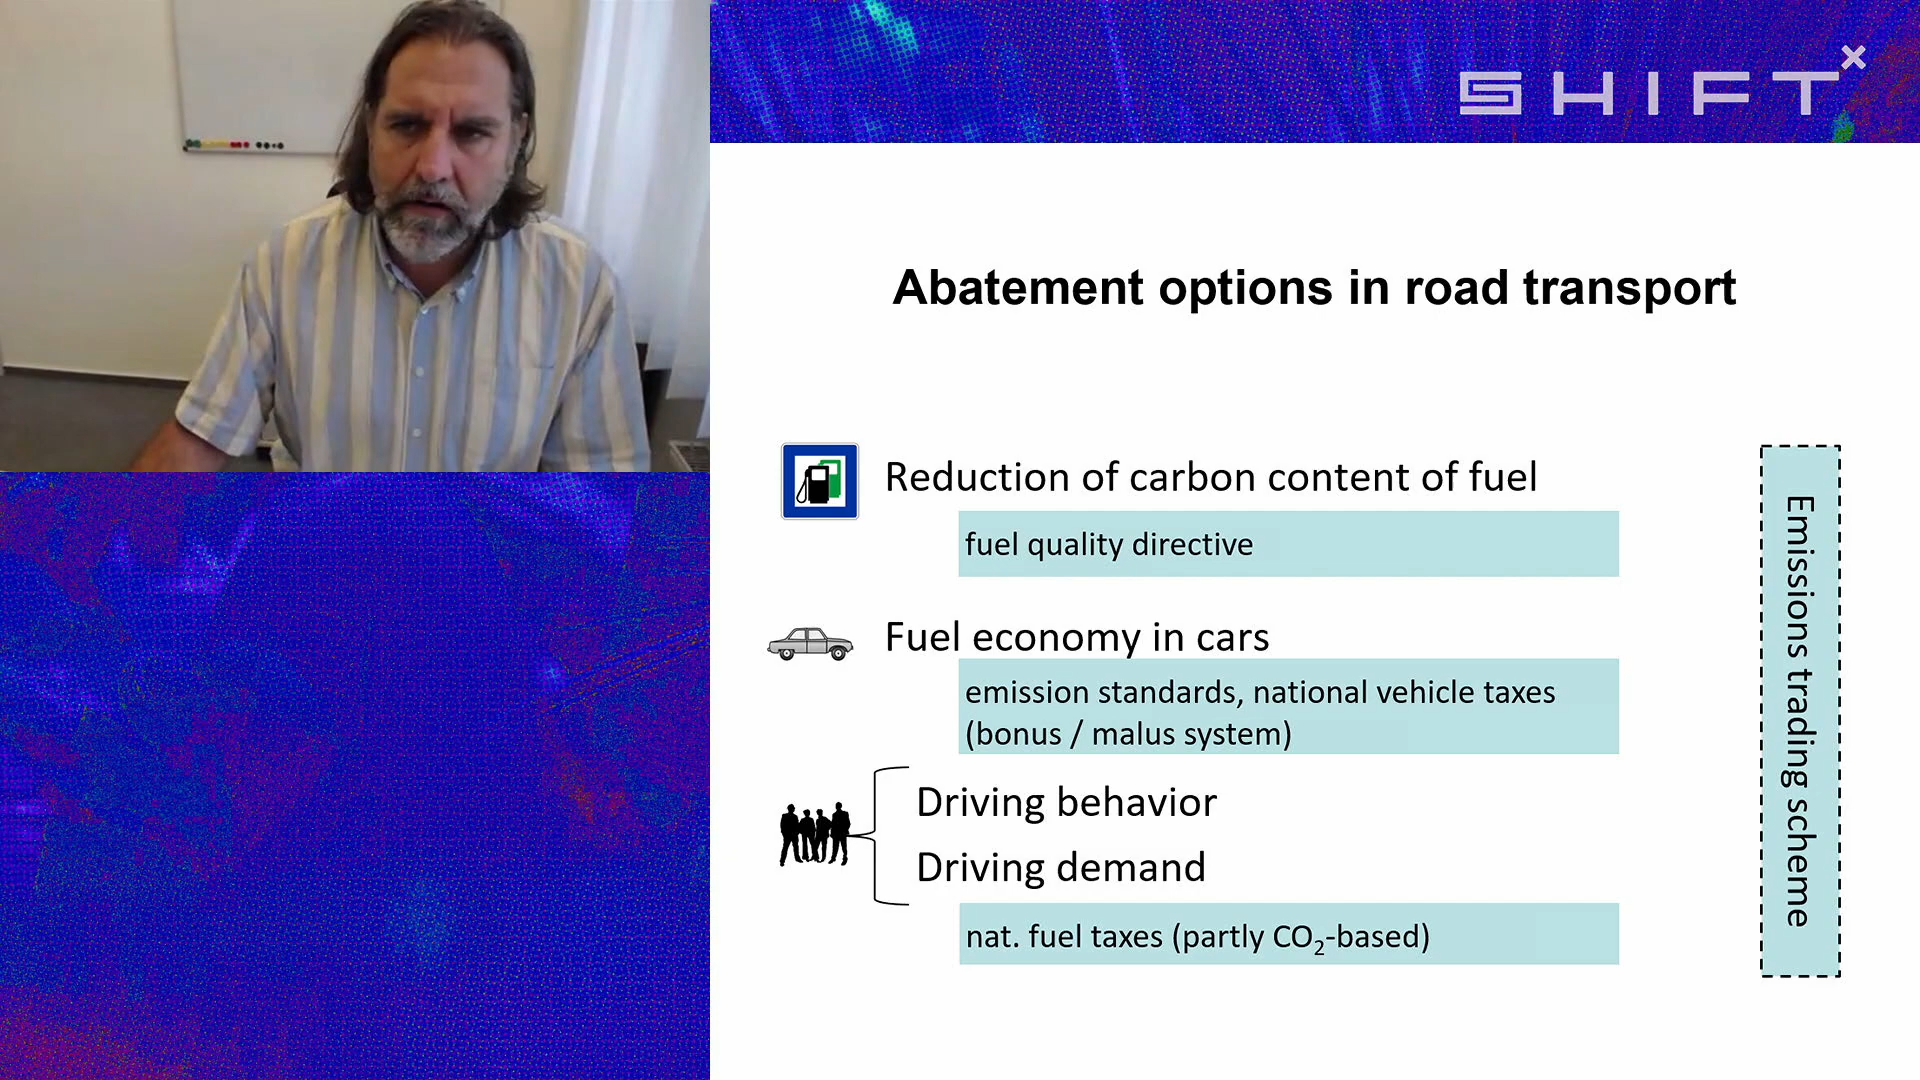 SHIFTX
Abatement options in road transport
Reduction of carbon content of fuel
fuel quality directive
Fuel economy in cars
emission standards, national vehicle taxes
(bonus / malus system)
Driving behavior
Driving demand
nat. fuel taxes (partly CO₂-based)
Emissions trading scheme